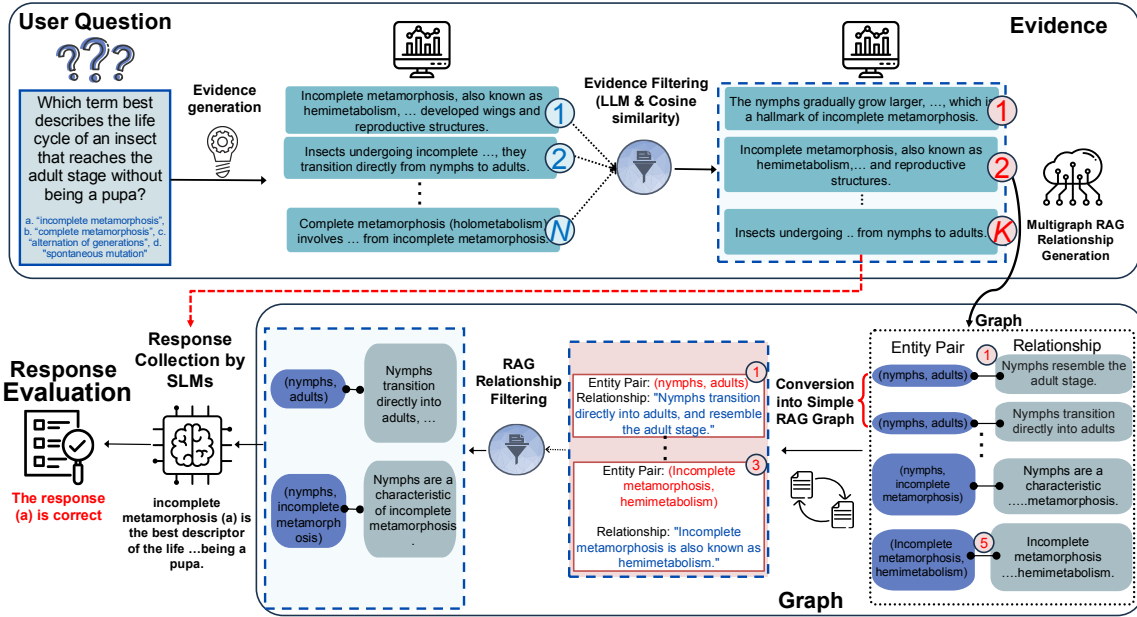 User Question
Evidence
???
Which term best
describes the life
cycle of an insect
that reaches the
adult stage without
being a pupa?
a. "incomplete metamorphosis",
b. "complete metamorphosis", c.
"alternation of generations", d.
"spontaneous mutation"
Evidence
generation
Incomplete metamorphosis, also known as
hemimetabolism, … developed wings and
reproductive structures.
1
Insects undergoing incomplete …, they
transition directly from nymphs to adults.
2
Complete metamorphosis (holometabolism)
involves … from incomplete metamorphosis.
N
Evidence Filtering
(LLM & Cosine
similarity)
The nymphs gradually grow larger, …, which is
a hallmark of incomplete metamorphosis.
1
Incomplete metamorphosis, also known as
hemimetabolism,… and reproductive
structures.
2
Insects undergoing .. from nymphs to adults.
K
Multigraph RAG
Relationship
Generation
Graph
Entity Pair
Relationship
1
(nymphs, adults)
Nymphs resemble the
adult stage.
(nymphs, adults)
Nymphs transition
directly into adults
(nymphs,
incomplete
metamorphosis)
Nymphs are a
characteristic
…..metamorphosis.
(Incomplete
metamorphosis,
hemimetabolism)
5
Incomplete
metamorphosis
….hemimetabolism.
Conversion
into Simple
RAG Graph
1
Entity Pair: (nymphs, adults)
Relationship: "Nymphs transition
directly into adults, and resemble
the adult stage."
3
Entity Pair: (Incomplete
metamorphosis,
hemimetabolism)
Relationship: "Incomplete
metamorphosis is also known as
hemimetabolism."
RAG
Relationship
Filtering
(nymphs,
adults)
Nymphs
transition
directly into
adults, …
(nymphs,
incomplete
metamorph
osis)
Nymphs are a
characteristic
of incomplete
metamorphosis
.
Graph
Response
Collection by
SLMs
incomplete
metamorphosis (a) is
the best descriptor
of the life …being a
pupa.
Response
Evaluation
The response
(a) is correct